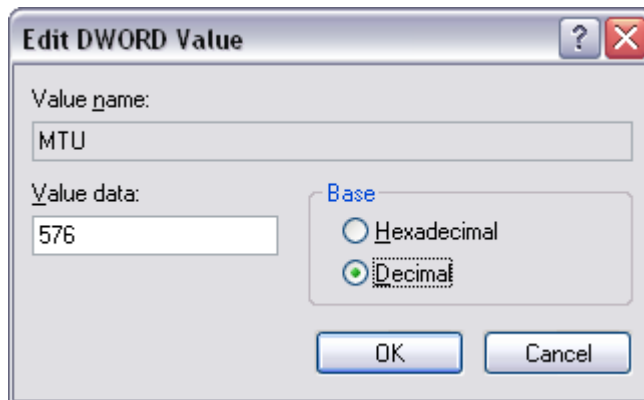 Edit DWORD Value
Value name:
MTU
Value data:
576
Base
Hexadecimal
Decimal
OK
Cancel